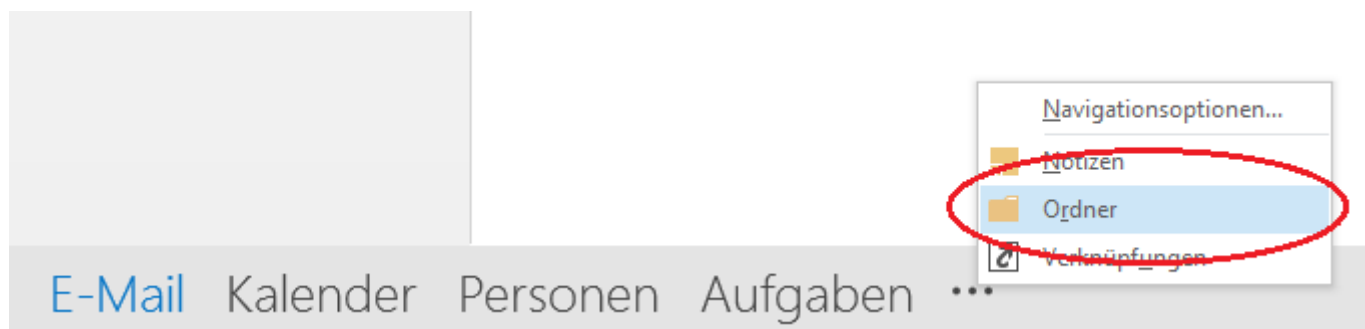 Navigationsoptionen...
Notizen
Ordner
Verknüpfungen
E-Mail Kalender Personen Aufgaben ...